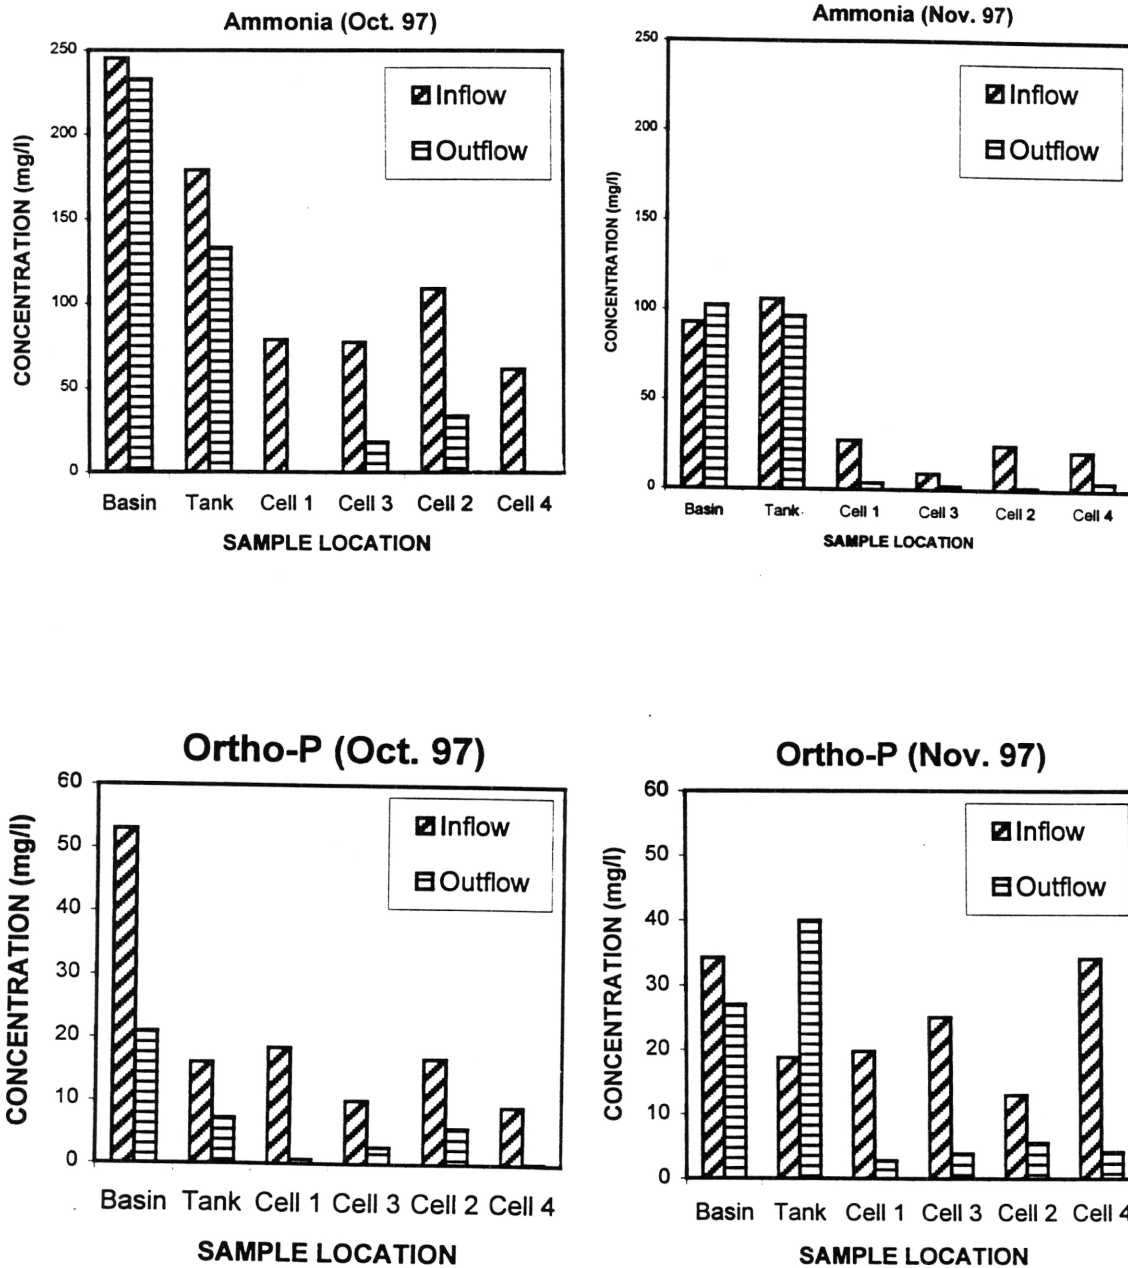 Ammonia (Oct. 97)
250
200
150
100
50
0
CONCENTRATION (mg/l)
Inflow
Outflow
Basin Tank Cell 1 Cell 3 Cell 2 Cell 4
SAMPLE LOCATION
Ammonia (Nov. 97)
250
200
150
100
50
0
CONCENTRATION (mg/l)
Inflow
Outflow
Basin Tank Cell 1 Cell 3 Cell 2 Cell 4
SAMPLE LOCATION
Ortho-P (Oct. 97)
60
50
40
30
20
10
0
CONCENTRATION (mg/l)
Inflow
Outflow
Basin Tank Cell 1 Cell 3 Cell 2 Cell 4
SAMPLE LOCATION
Ortho-P (Nov. 97)
60
50
40
30
20
10
0
CONCENTRATION (mg/l)
Inflow
Outflow
Basin Tank Cell 1 Cell 3 Cell 2 Cell 4
SAMPLE LOCATION